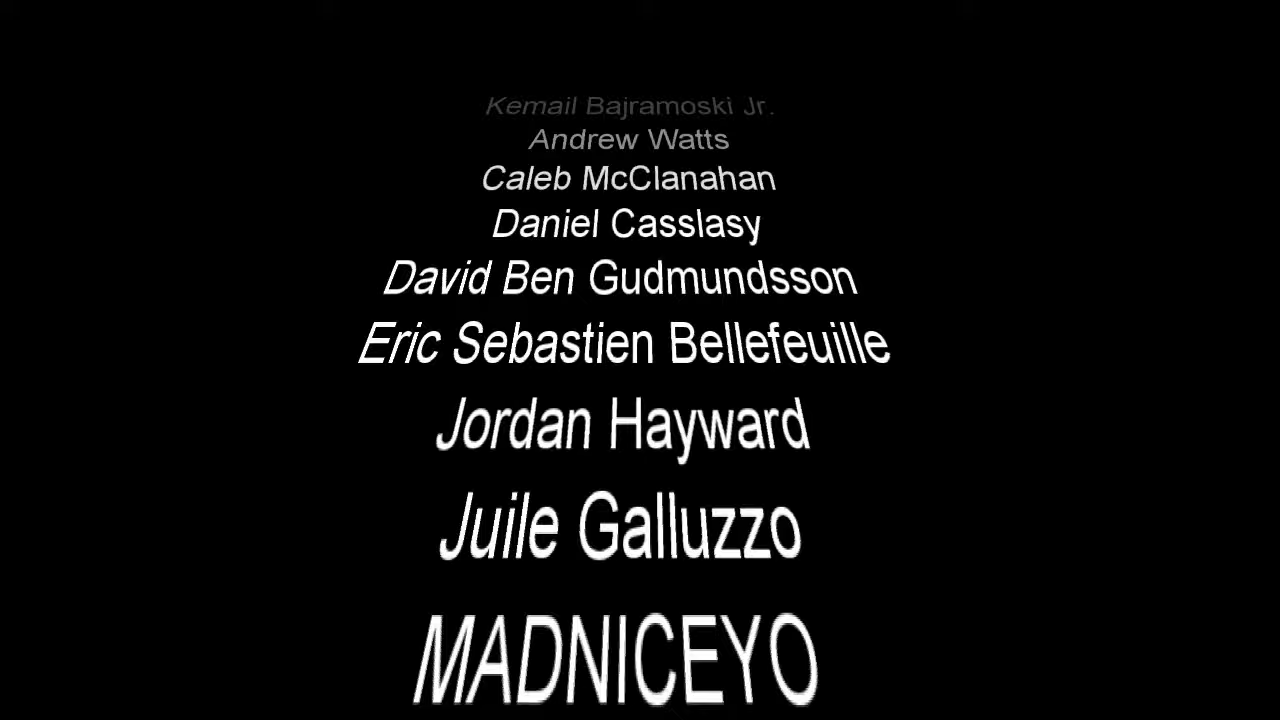 Kemail Bajramoski Jr.
Andrew Watts
Caleb McClanahan
Daniel Casslasy
David Ben Gudmundsson
Eric Sebastien Bellefeuille
Jordan Hayward
Juile Galluzzo
MADNICEYO